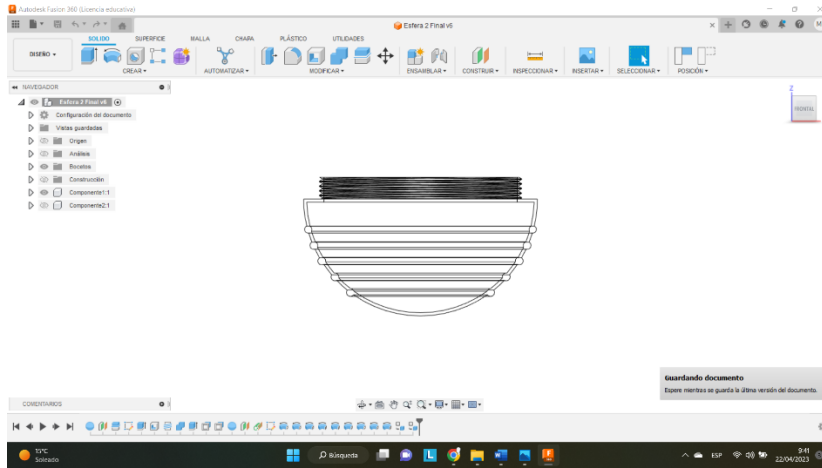 Autodesk Fusion 360 (Licencia educativa)
Esfera 2 Final v6
SOLIDO SUPERFICIE MALLA CHAPA PLÁSTICO UTILIDADES
DISEÑO
CREAR AUTOMATIZAR MODIFICAR ENSAMBLAR CONSTRUIR INSPECCIONAR INSERTAR SELECCIONAR POSICIÓN
NAVEGADOR
Esfera 2 Final v6
Configuración del documento
Vistas guardadas
Origen
Análisis
Bocetos
Construcción
Componente1:1
Componente2:1
Z
FRONTAL
Guardando documento
Espere mientras se guarda la última versión del documento.
COMENTARIOS
15°C
Soleado
Búsqueda
ESP
9:41
22/04/2023